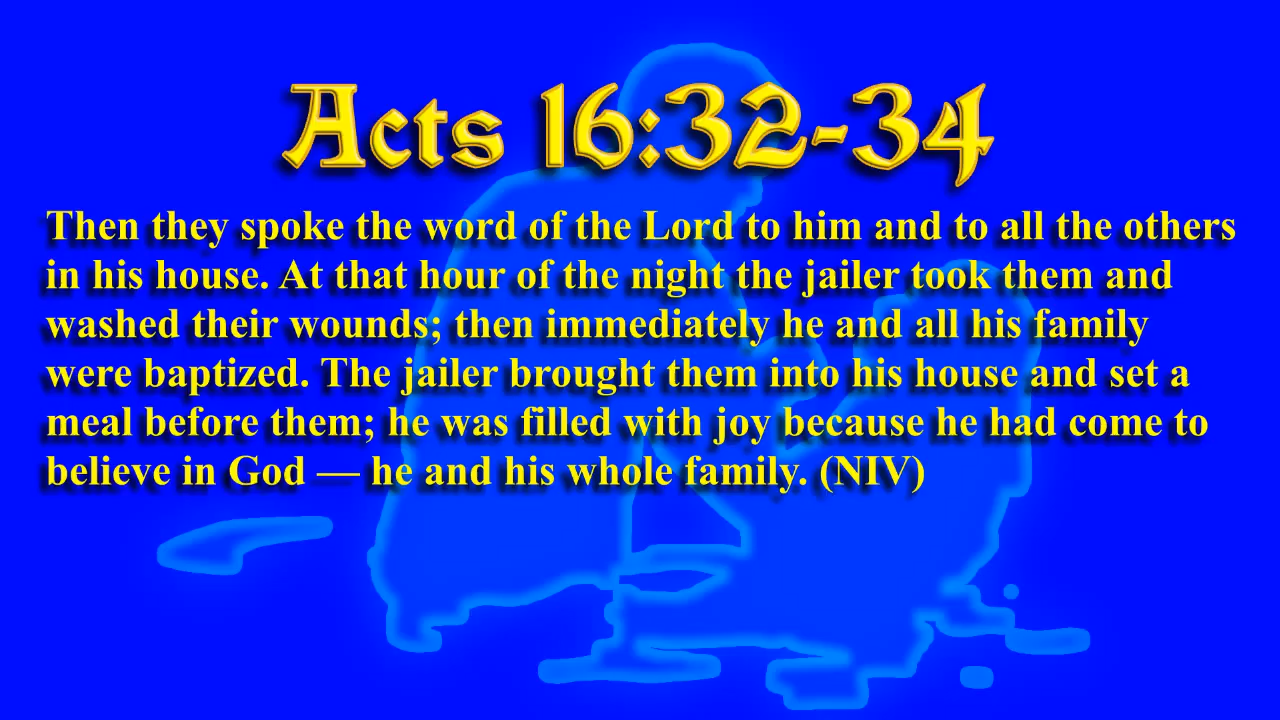 Acts 16:32-34
Then they spoke the word of the Lord to him and to all the others
in his house. At that hour of the night the jailer took them and
washed their wounds; then immediately he and all his family
were baptized. The jailer brought them into his house and set a
meal before them; he was filled with joy because he had come to
believe in God — he and his whole family. (NIV)